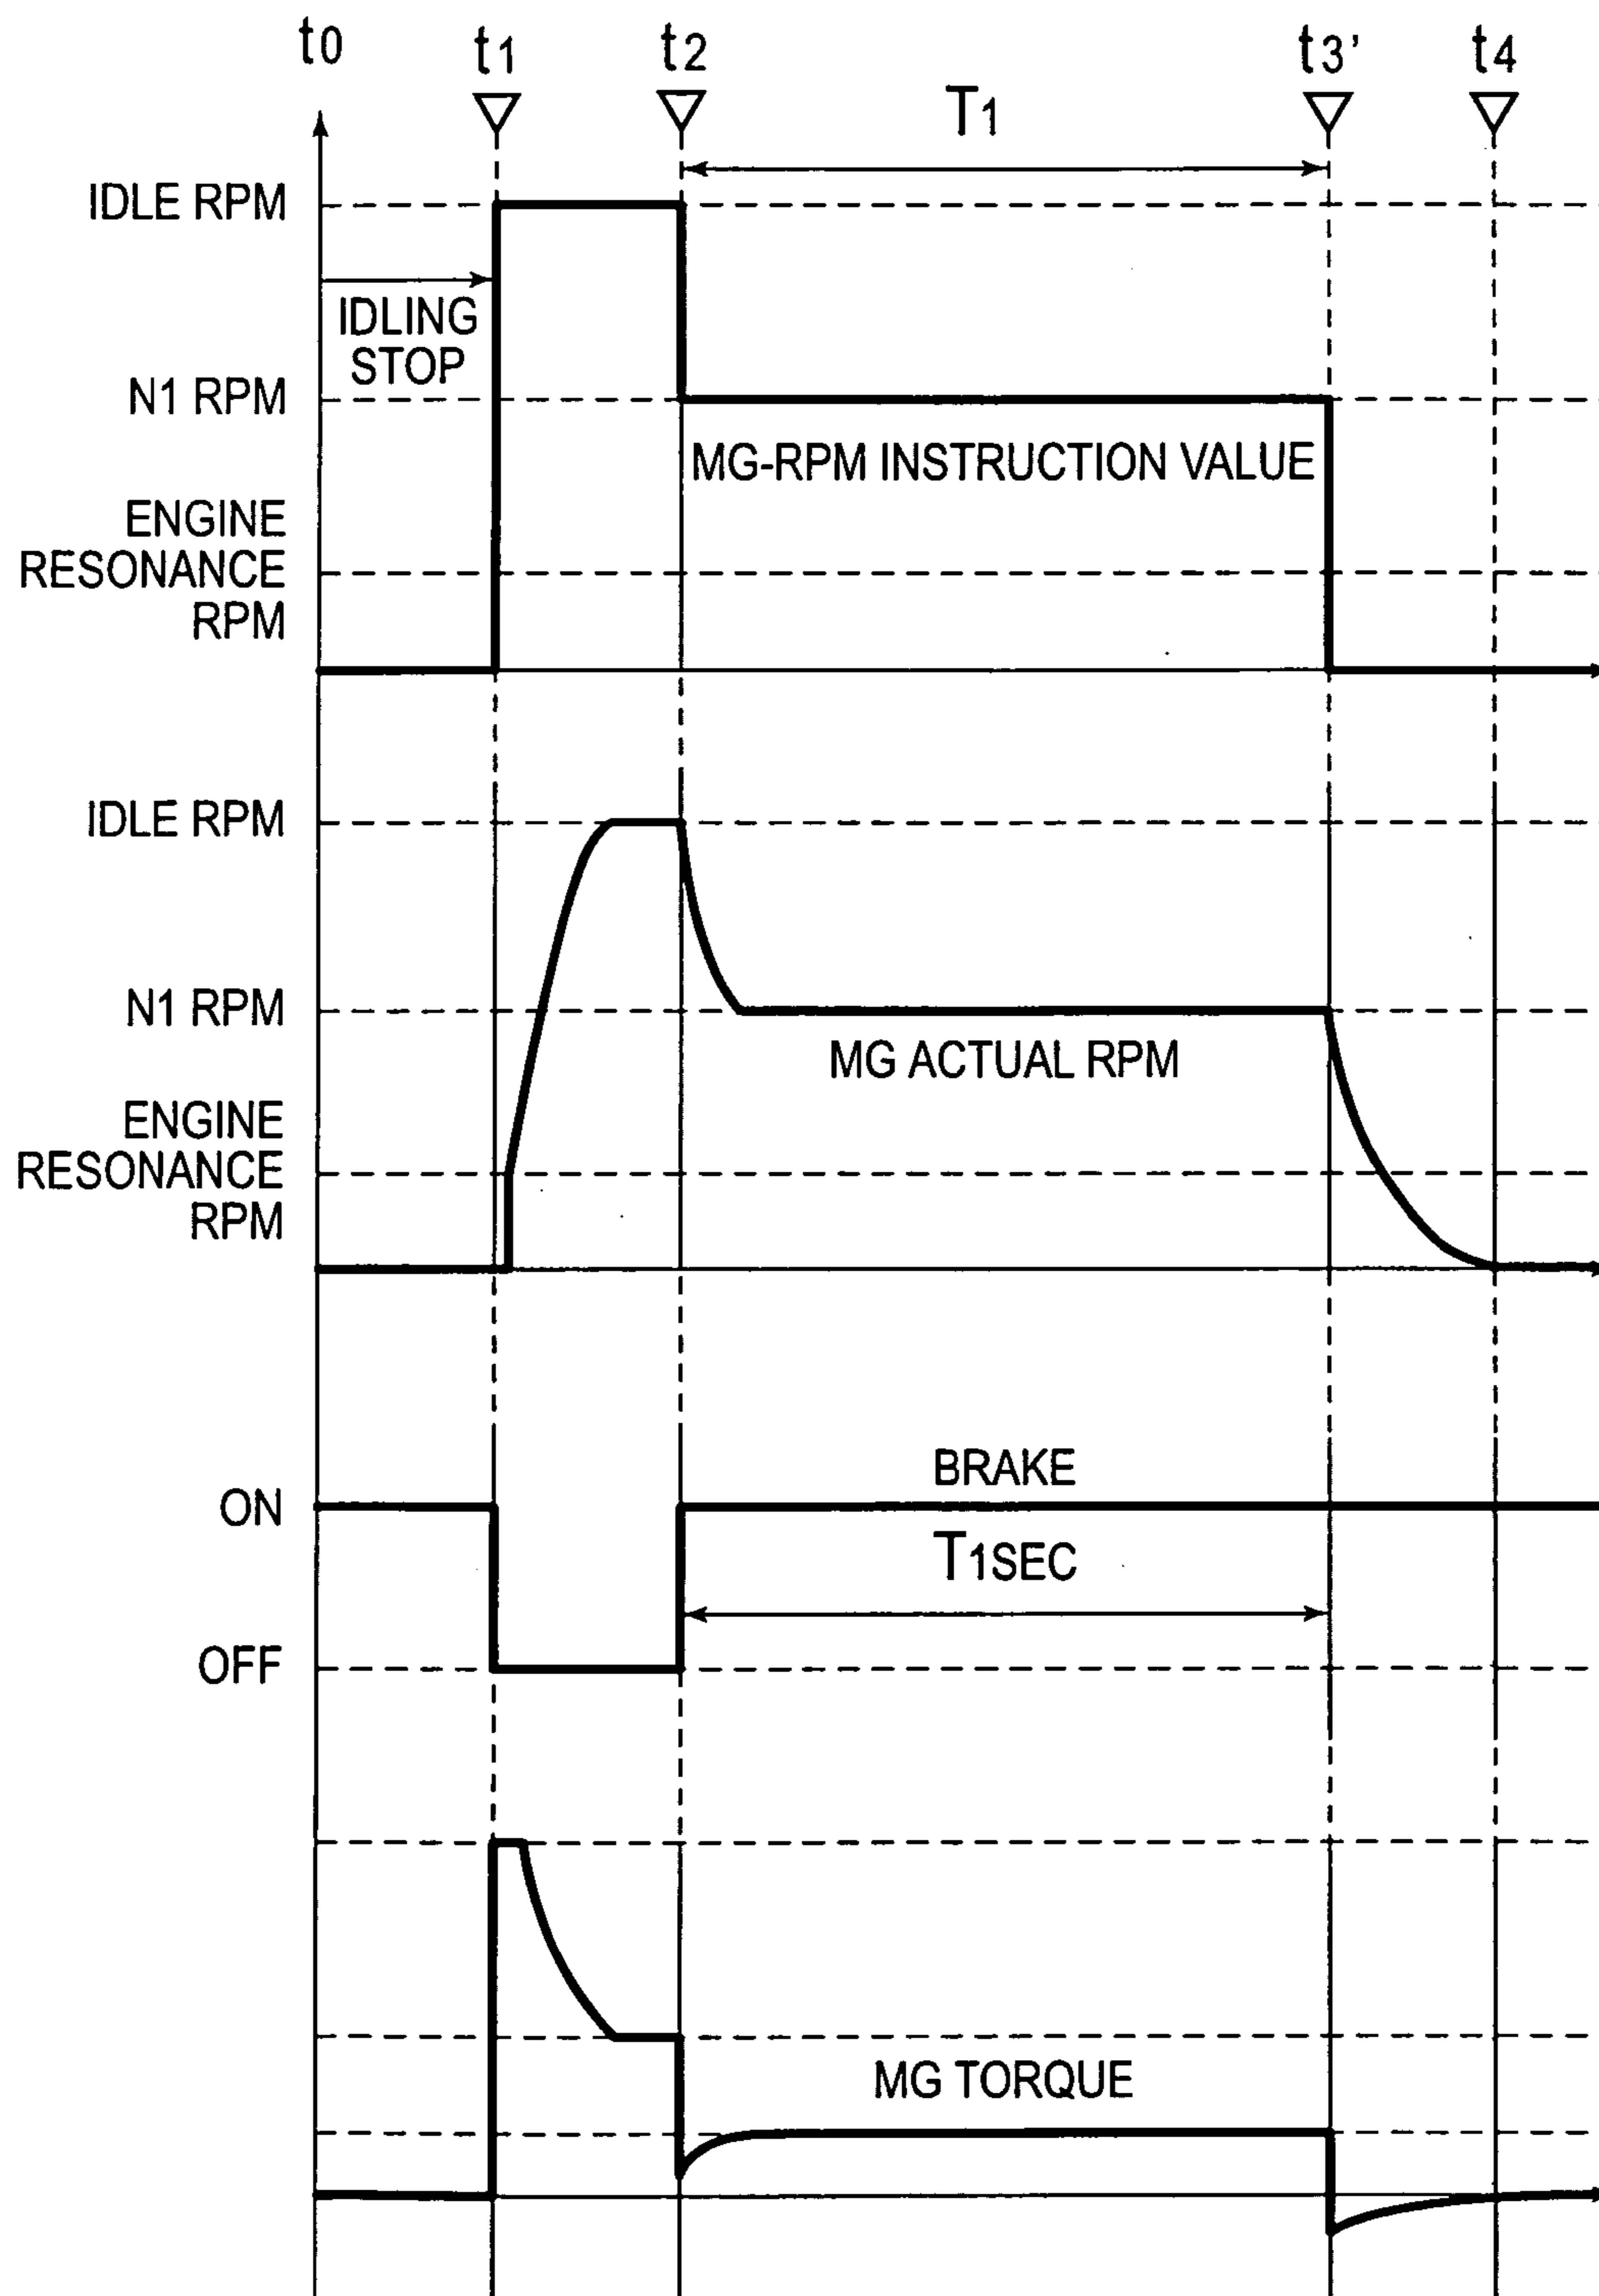 t0
t1
t2
t3'
t4
T1
IDLE RPM
IDLING
STOP
N1 RPM
MG-RPM INSTRUCTION VALUE
ENGINE
RESONANCE
RPM
IDLE RPM
N1 RPM
MG ACTUAL RPM
ENGINE
RESONANCE
RPM
BRAKE
ON
T1SEC
OFF
MG TORQUE